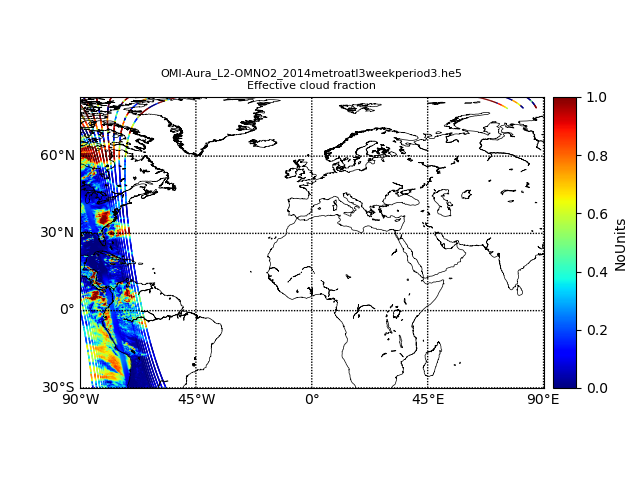 OMI-Aura_L2-OMNO2_2014metroatl3weekperiod3.he5
Effective cloud fraction
1.0
0.8
0.6
0.4
0.2
0.0
NoUnits
60°N
30°N
0°
30°S
90°W 45°W 0° 45°E 90°E